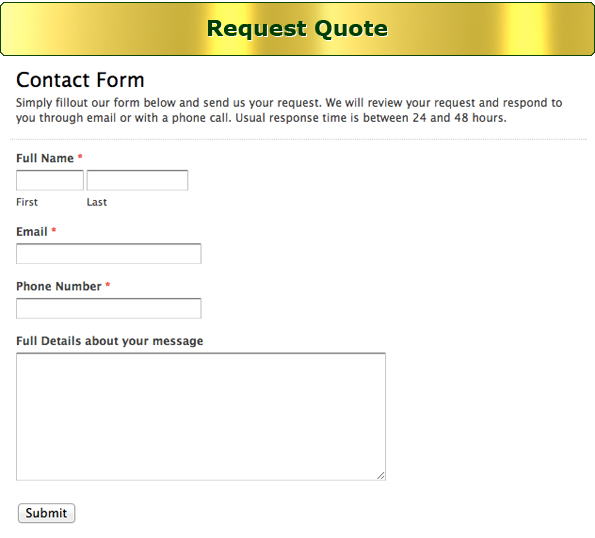 Request Quote
Contact Form
Simply fillout our form below and send us your request. We will review your request and respond to
you through email or with a phone call. Usual response time is between 24 and 48 hours.
Full Name *
First Last
Email *
Phone Number *
Full Details about your message
Submit